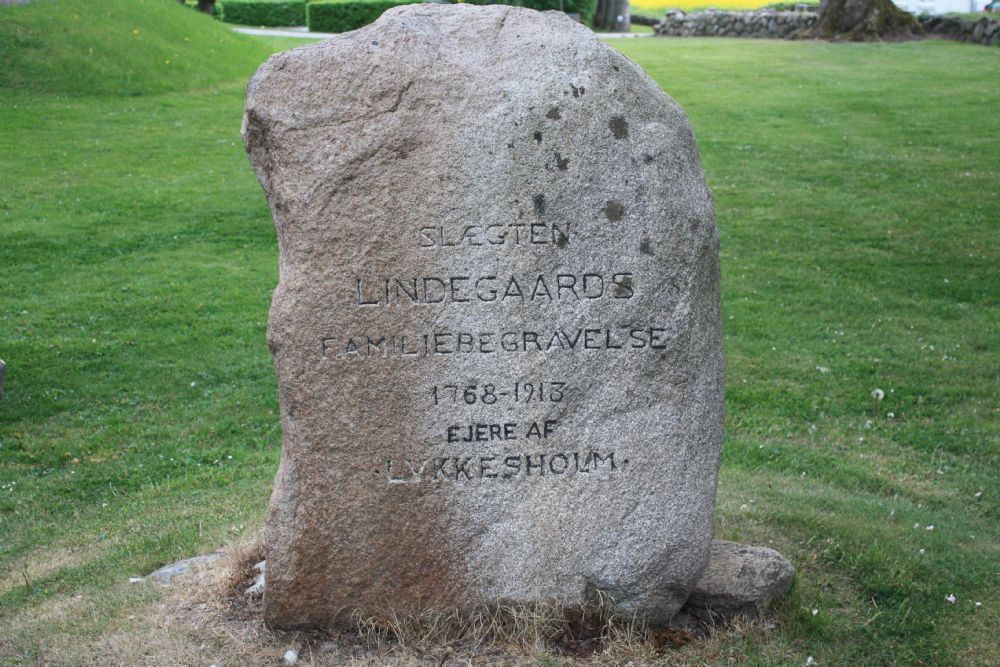 SLÆGTEN
LINDEGAARDS
FAMILIEBEGRAVELSE
1768-1913
EJERE AF
·LYKKESHOLM·